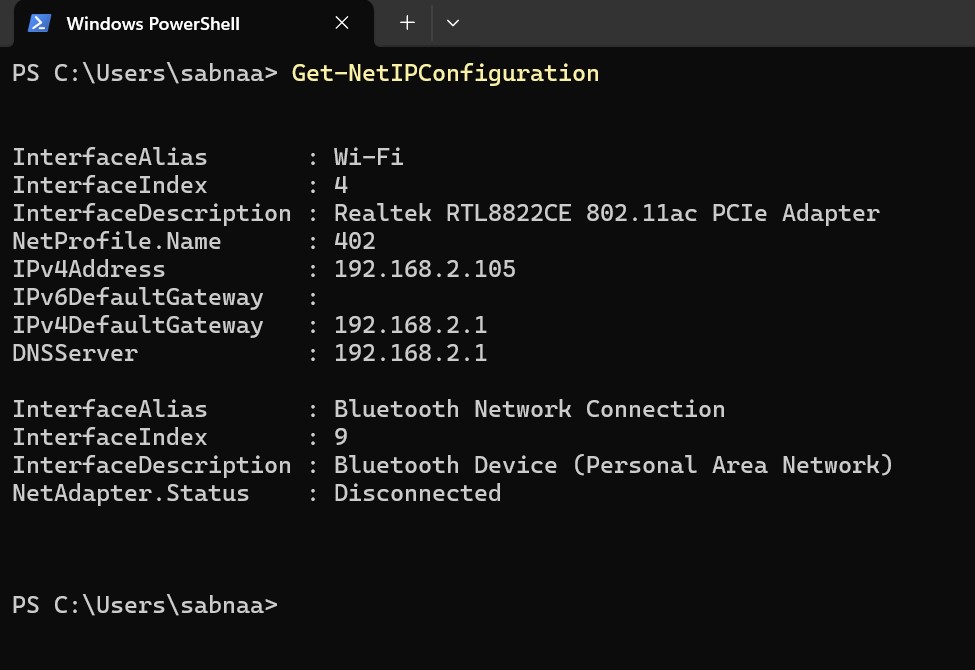 Windows PowerShell
PS C:\Users\sabnaa> Get-NetIPConfiguration
InterfaceAlias : Wi-Fi
InterfaceIndex : 4
InterfaceDescription : Realtek RTL8822CE 802.11ac PCIe Adapter
NetProfile.Name : 402
IPv4Address : 192.168.2.105
IPv6DefaultGateway :
IPv4DefaultGateway : 192.168.2.1
DNSServer : 192.168.2.1
InterfaceAlias : Bluetooth Network Connection
InterfaceIndex : 9
InterfaceDescription : Bluetooth Device (Personal Area Network)
NetAdapter.Status : Disconnected
PS C:\Users\sabnaa>